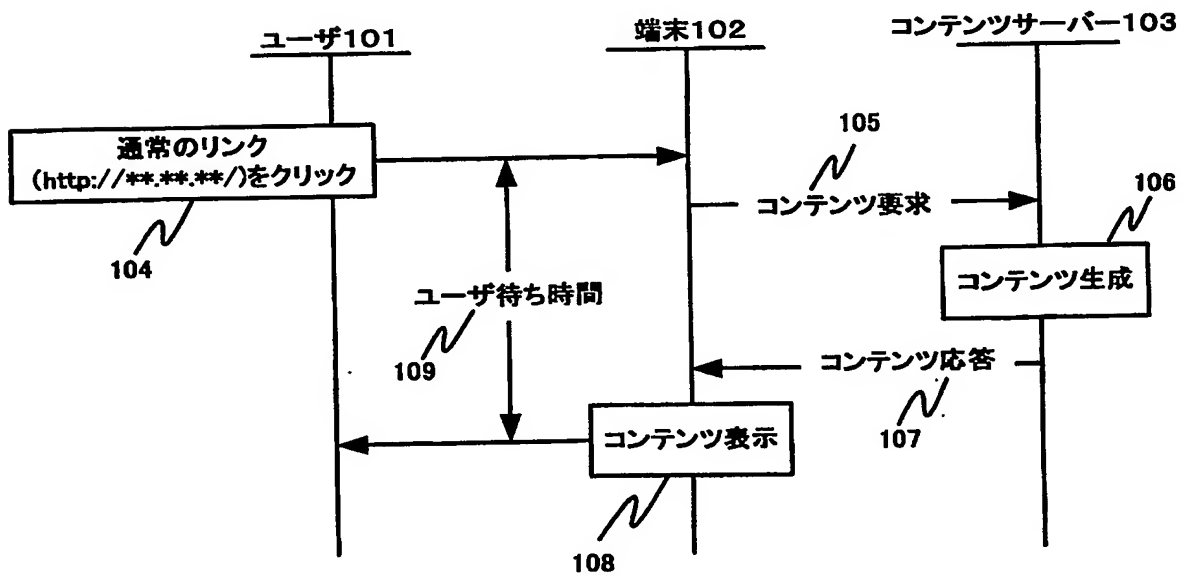 ユーザ101
端末102
コンテンツサーバー103
通常のリンク
(http://**.**.**/)をクリック
104
105
コンテンツ要求
106
コンテンツ生成
ユーザ待ち時間
109
コンテンツ応答
107
コンテンツ表示
108